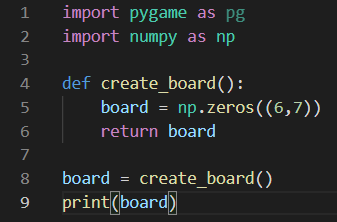 1 import pygame as pg
2 import numpy as np
3
4 def create_board():
5     board = np.zeros((6,7))
6     return board
7
8 board = create_board()
9 print(board)